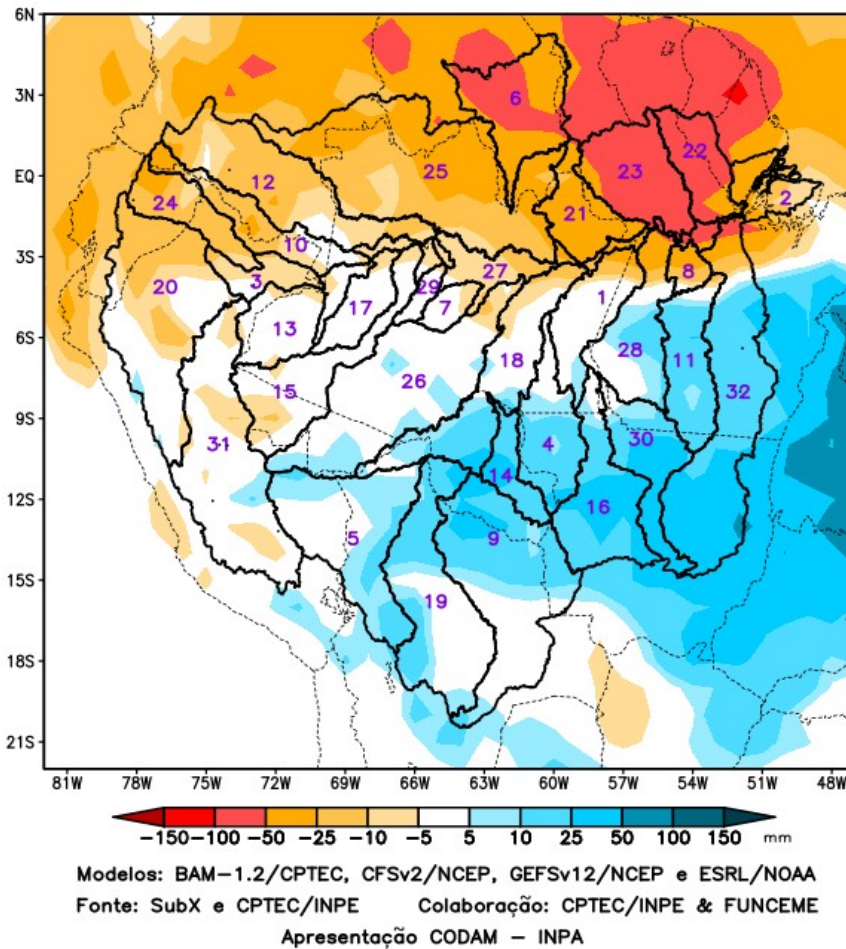 6N
3N
EQ
3S
6S
9S
12S
15S
18S
21S
6
22
23
25
12
24
2
21
10
27
8
3
20
29
17
7
1
13
18
28
11
15
26
32
31
4
30
14
16
5
9
19
81W 78W 75W 72W 69W 66W 63W 60W 57W 54W 51W 48W
-150 -100 -50 -25 -10 -5 5 10 25 50 100 150 mm
Modelos: BAM-1.2/CPTEC, CFSv2/NCEP, GEFSv12/NCEP e ESRL/NOAA
Fonte: SubX e CPTEC/INPE Colaboração: CPTEC/INPE & FUNCEME
Apresentação CODAM - INPA